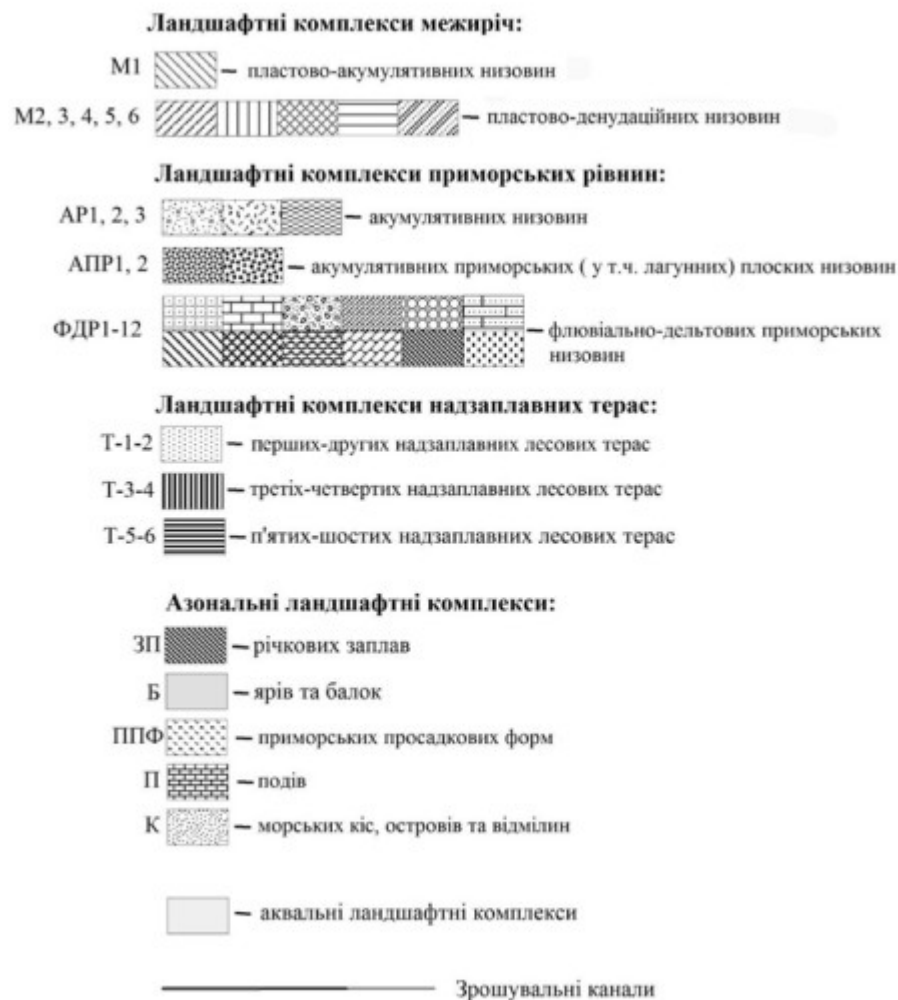 Ландшафтні комплекси межиріч:
М1 – пластово-акумулятивних низовин
М2, 3, 4, 5, 6 – пластово-денудаційних низовин
Ландшафтні комплекси приморських рівнин:
АР1, 2, 3 – акумулятивних низовин
АПР1, 2 – акумулятивних приморських ( у т.ч. лагунних) плоских низовин
ФДР1-12 – флювіально-дельтових приморських
низовин
Ландшафтні комплекси надзаплавних терас:
Т-1-2 – перших-других надзаплавних лесових терас
Т-3-4 – третіх-четвертих надзаплавних лесових терас
Т-5-6 – п'ятих-шостих надзаплавних лесових терас
Азональні ландшафтні комплекси:
ЗП – річкових заплав
Б – ярів та балок
ППФ – приморських просадкових форм
П – подів
К – морських кіс, островів та відмілин
– аквальні ландшафтні комплекси
Зрошувальні канали